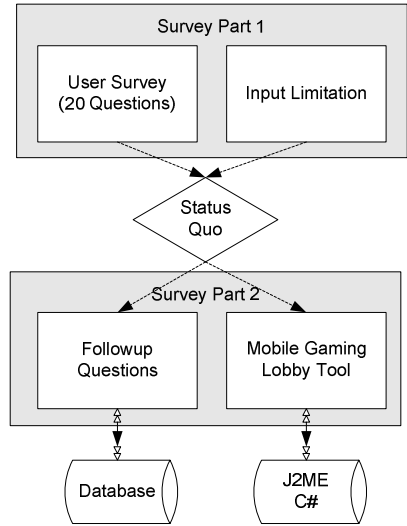 Survey Part 1
User Survey
(20 Questions)
Input Limitation
Status
Quo
Survey Part 2
Followup
Questions
Mobile Gaming
Lobby Tool
Database
J2ME
C#